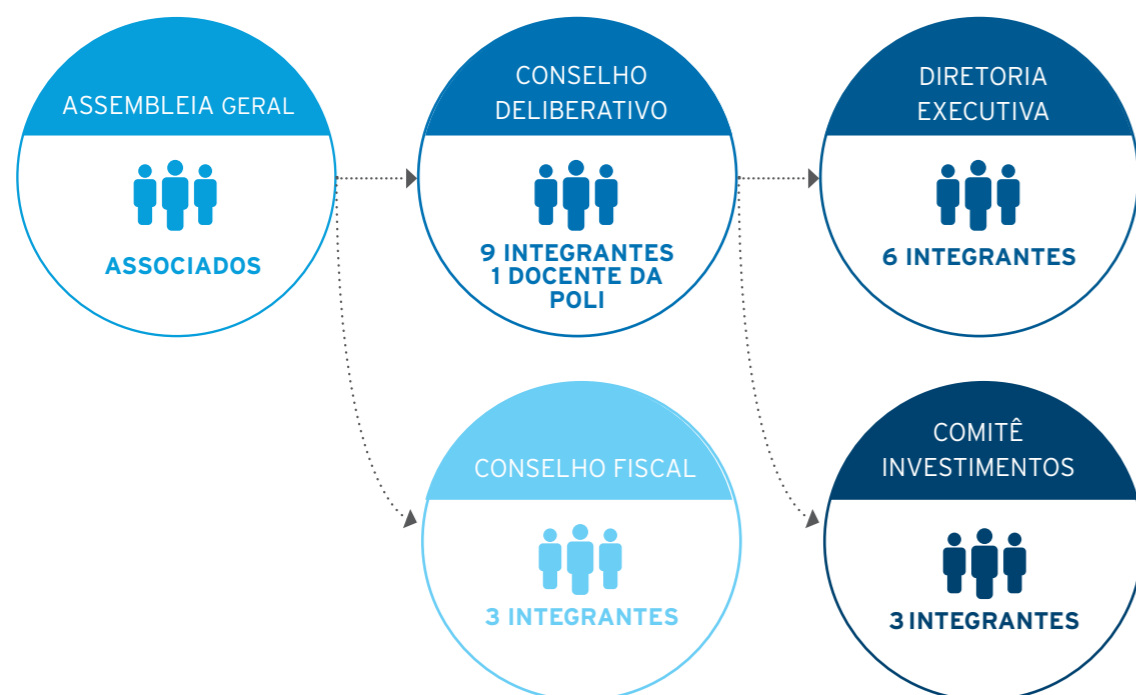 ASSEMBLEIA GERAL
ASSOCIADOS
CONSELHO
DELIBERATIVO
9 INTEGRANTES
1 DOCENTE DA
POLI
DIRETORIA
EXECUTIVA
6 INTEGRANTES
CONSELHO FISCAL
3 INTEGRANTES
COMITÊ
INVESTIMENTOS
3 INTEGRANTES